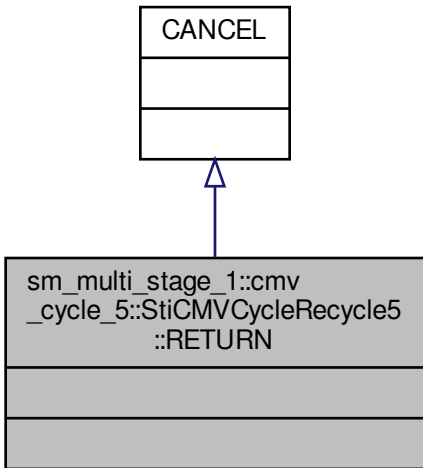 CANCEL
sm_multi_stage_1::cmv
_cycle_5::StiCMVCycleRecycle5
::RETURN